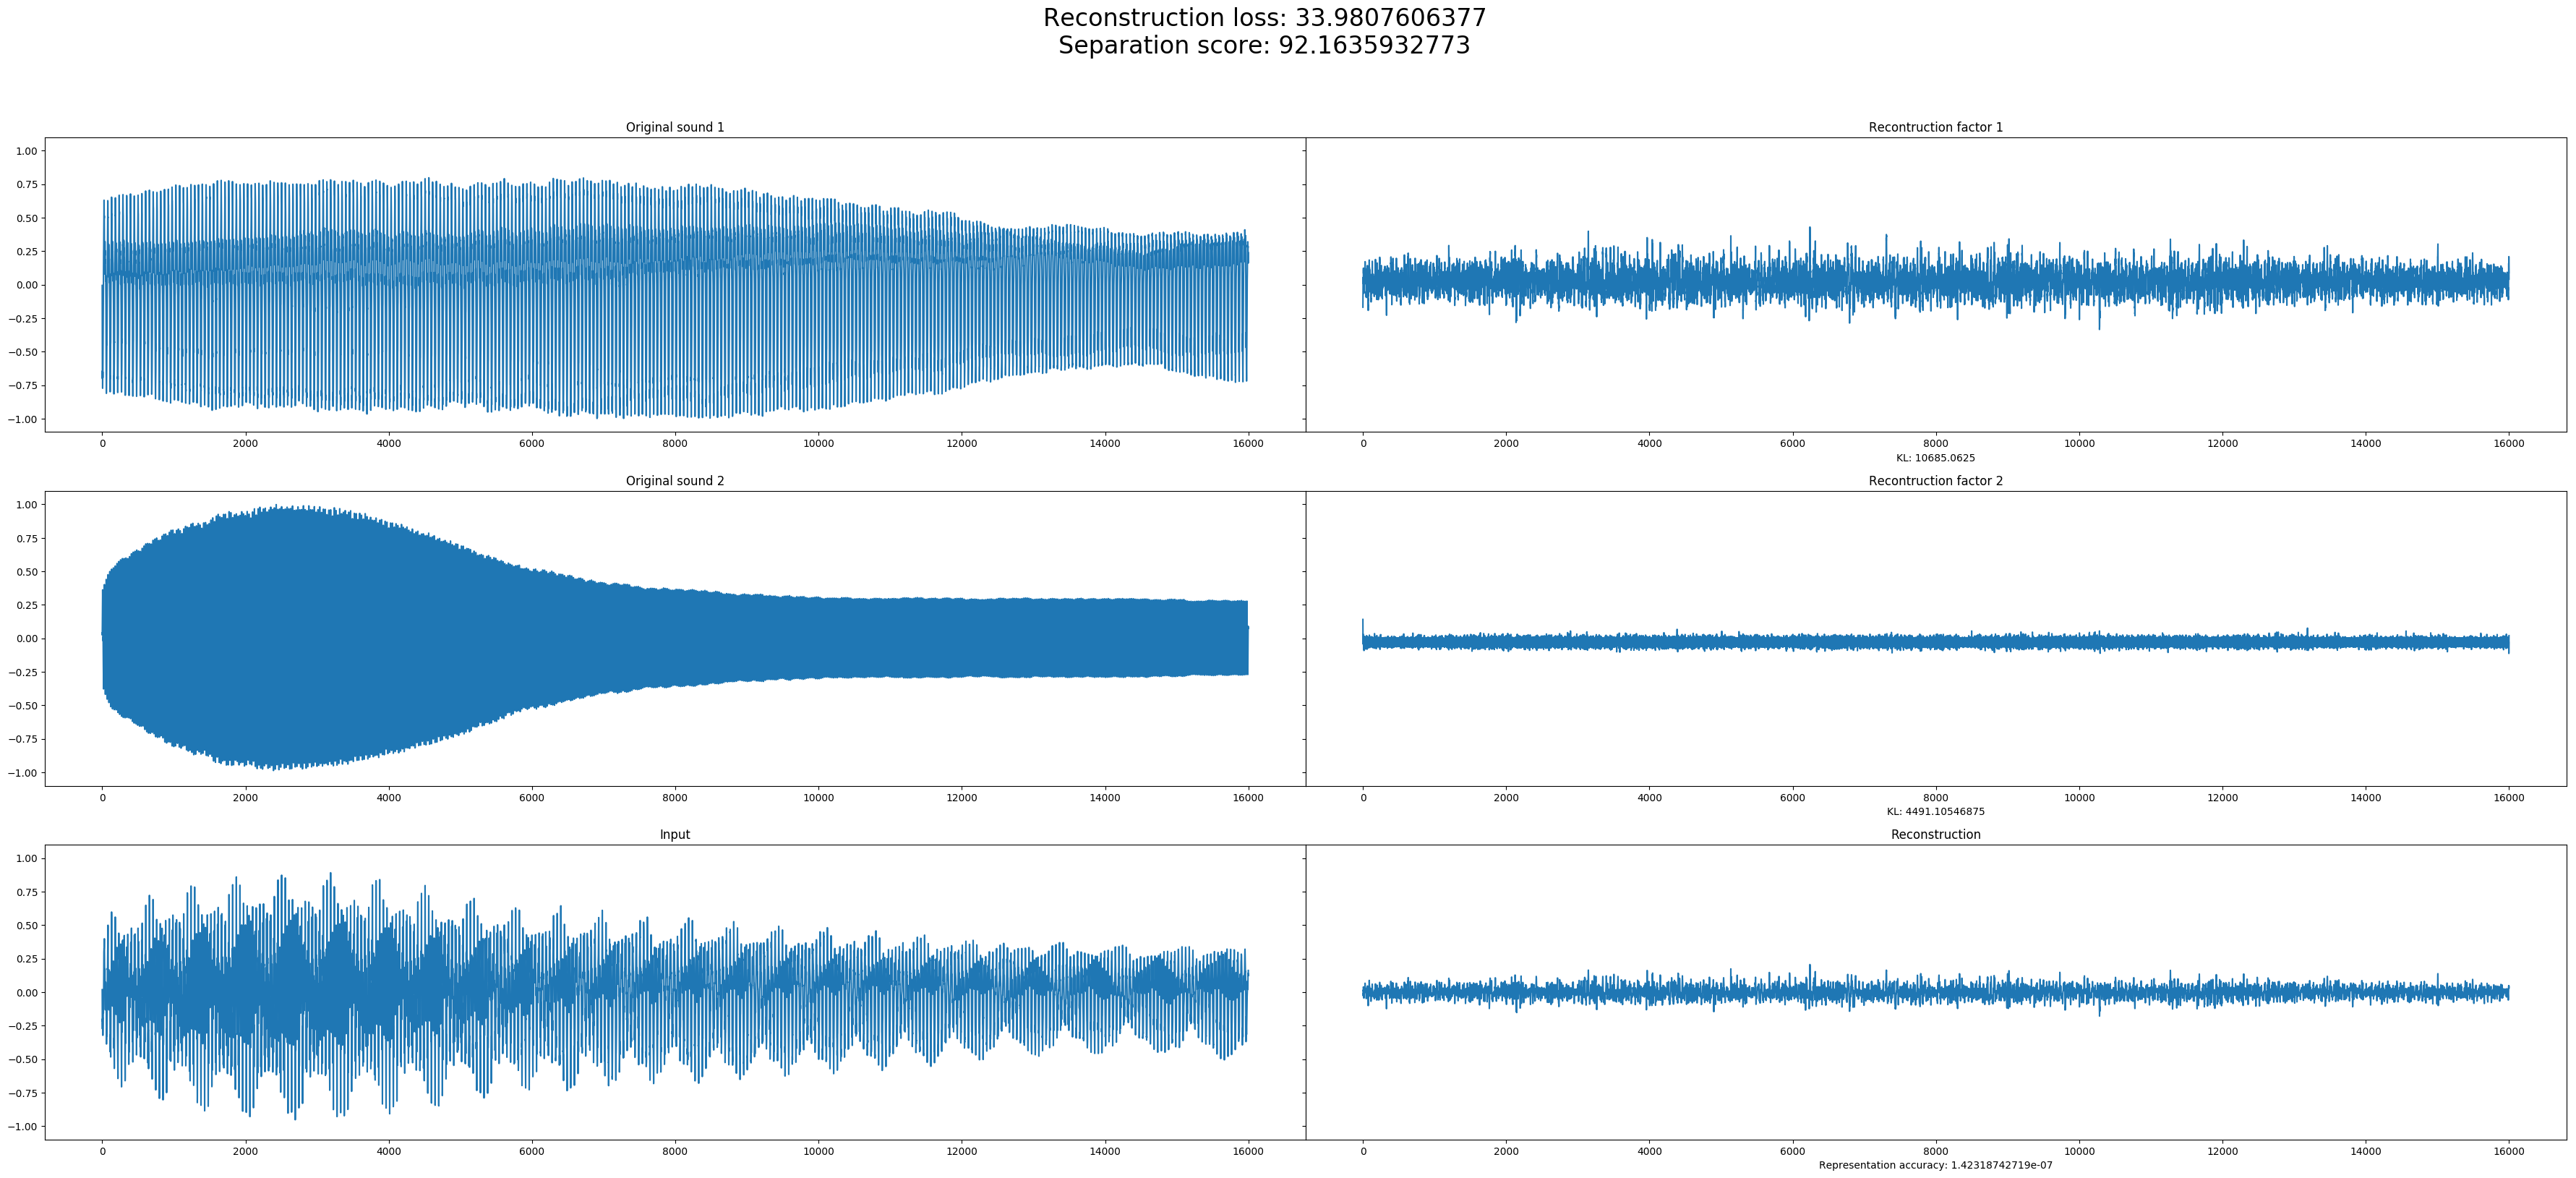 Reconstruction loss: 33.9807606377
Separation score: 92.1635932773
Original sound 1
Recontruction factor 1
1.00
0.75
0.50
0.25
0.00
−0.25
−0.50
−0.75
−1.00
0 2000 4000 6000 8000 10000 12000 14000 16000
0 2000 4000 6000 8000 10000 12000 14000 16000
KL: 10685.0625
Original sound 2
Recontruction factor 2
1.00
0.75
0.50
0.25
0.00
−0.25
−0.50
−0.75
−1.00
0 2000 4000 6000 8000 10000 12000 14000 16000
0 2000 4000 6000 8000 10000 12000 14000 16000
KL: 4491.10546875
Input
Reconstruction
1.00
0.75
0.50
0.25
0.00
−0.25
−0.50
−0.75
−1.00
0 2000 4000 6000 8000 10000 12000 14000 16000
0 2000 4000 6000 8000 10000 12000 14000 16000
Representation accuracy: 1.42318742719e-07